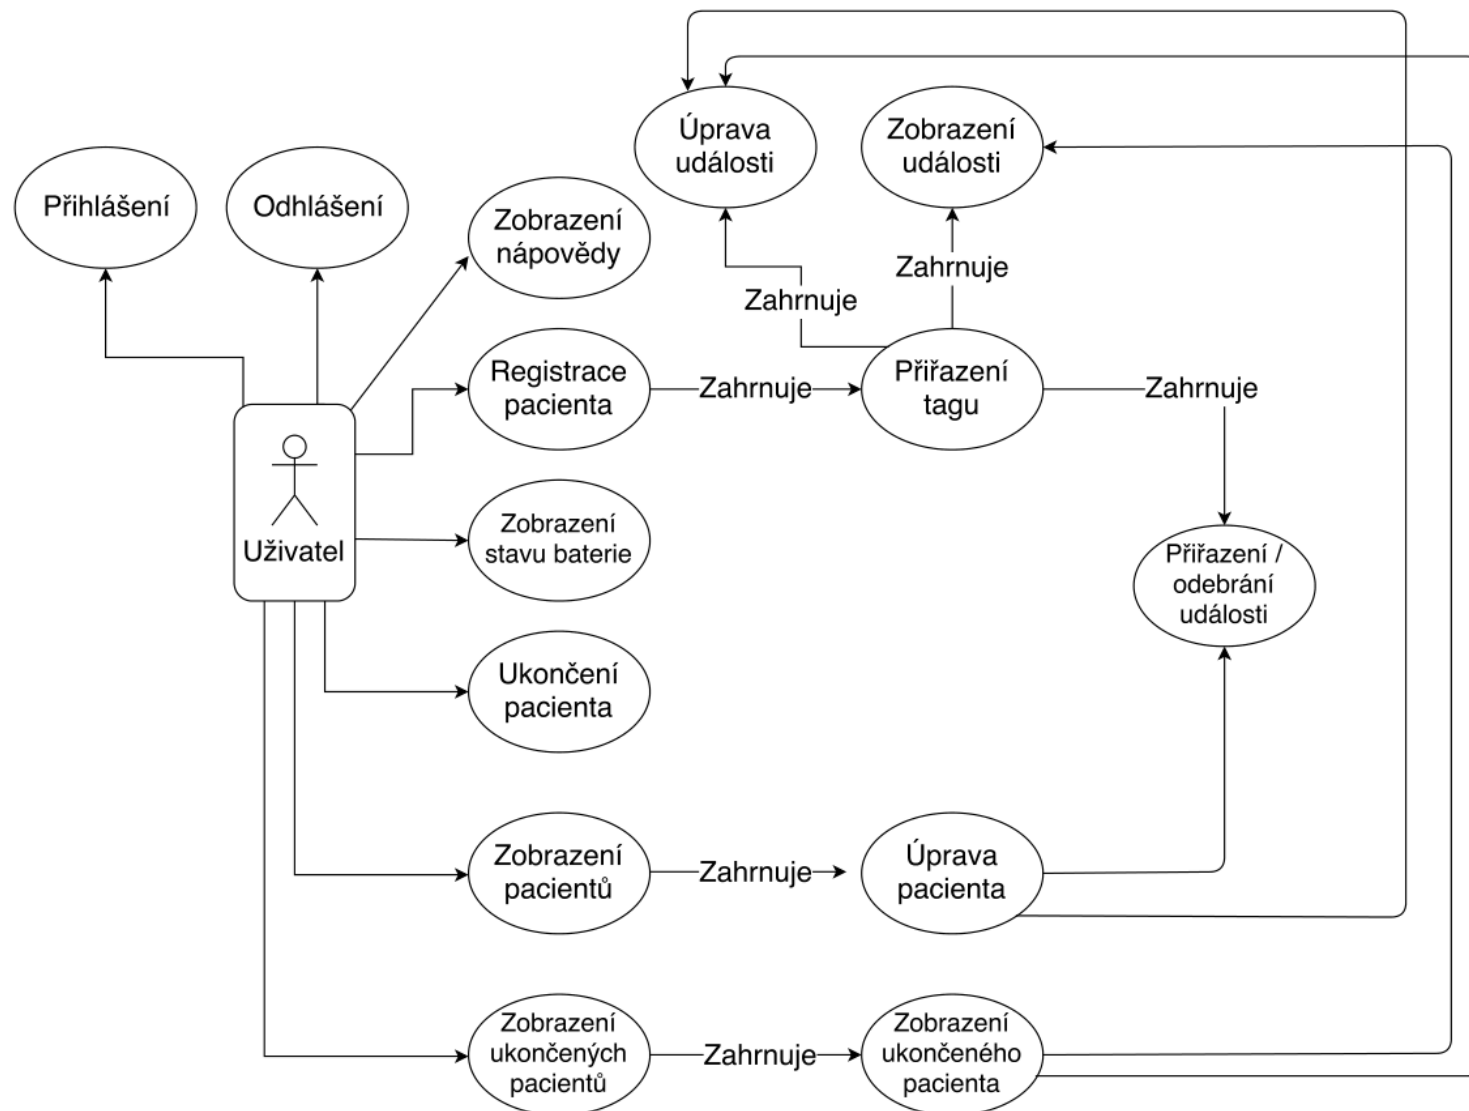 Úprava
události
Zobrazení
události
Přihlášení
Odhlášení
Zobrazení
nápovědy
Zahrnuje
Zahrnuje
Registrace
pacienta
Zahrnuje
Přiřazení
tagu
Zahrnuje
Uživatel
Zobrazení
stavu baterie
Přiřazení /
odebrání
události
Ukončení
pacienta
Zobrazení
pacientů
Zahrnuje
Úprava
pacienta
Zobrazení
ukončených
pacientů
Zahrnuje
Zobrazení
ukončeného
pacienta